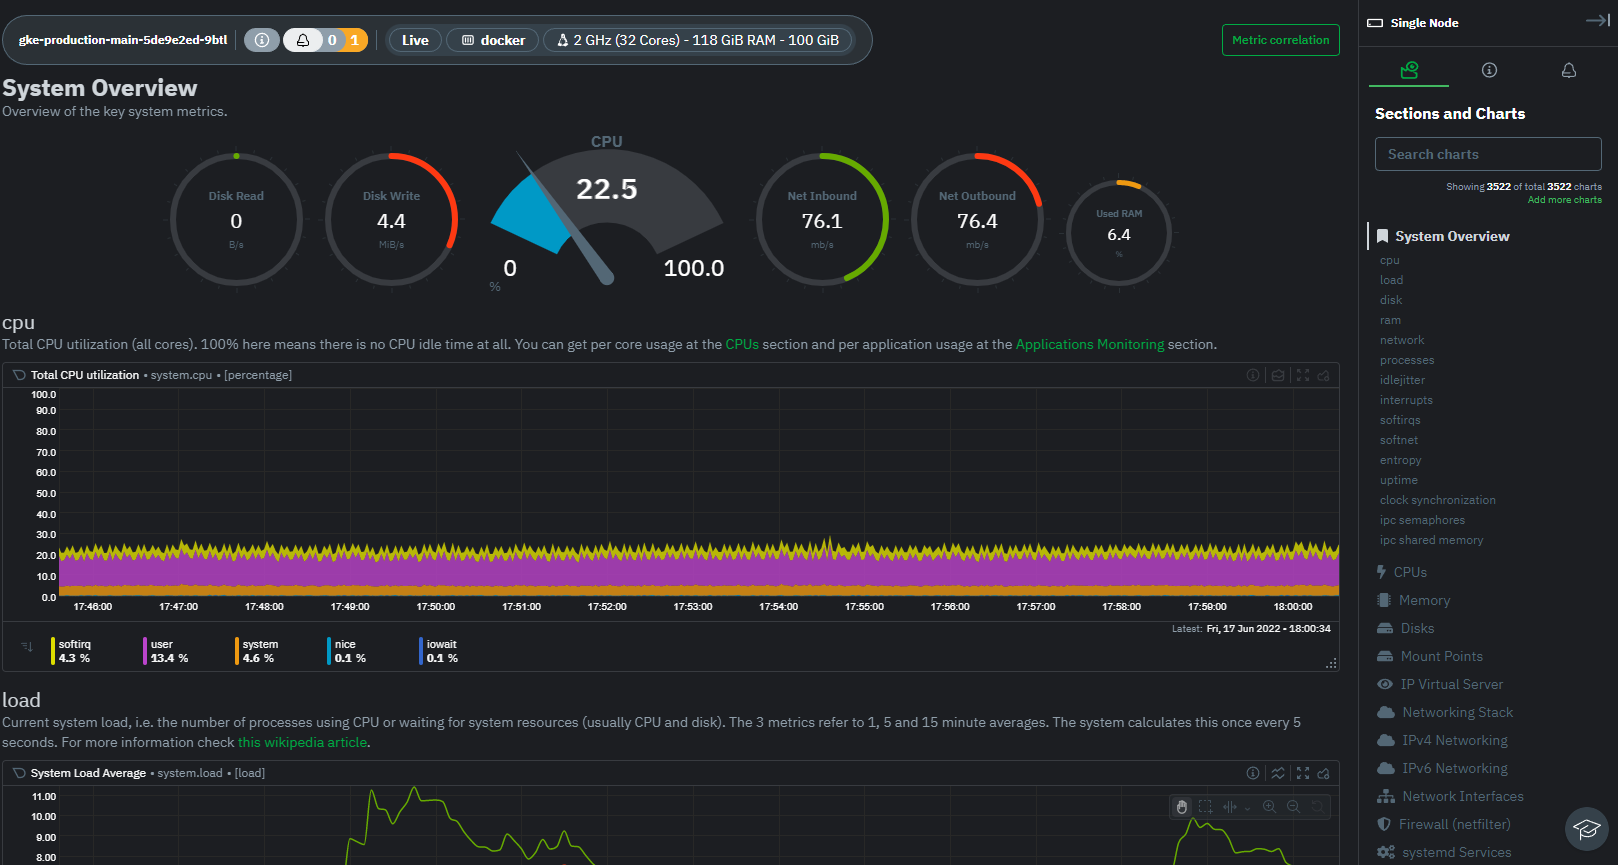 gke-production-main-5de9e2ed-9btl 0 1 Live docker 2 GHz (32 Cores) - 118 GiB RAM - 100 GiB
Metric correlation
System Overview
Overview of the key system metrics.
Disk Read
0
B/s
Disk Write
4.4
MiB/s
CPU
22.5
0
100.0
%
Net Inbound
76.1
mb/s
Net Outbound
76.4
mb/s
Used RAM
6.4
%
cpu
Total CPU utilization (all cores). 100% here means there is no CPU idle time at all. You can get per core usage at the CPUs section and per application usage at the Applications Monitoring section.
Total CPU utilization • system.cpu • [percentage]
100.0
90.0
80.0
70.0
60.0
50.0
40.0
30.0
20.0
10.0
0.0
17:46:00 17:47:00 17:48:00 17:49:00 17:50:00 17:51:00 17:52:00 17:53:00 17:54:00 17:55:00 17:56:00 17:57:00 17:58:00 17:59:00 18:00:00
Latest: Fri, 17 Jun 2022 • 18:00:34
softirq user system nice iowait
4.3 % 13.4 % 4.6 % 0.1 % 0.1 %
load
Current system load, i.e. the number of processes using CPU or waiting for system resources (usually CPU and disk). The 3 metrics refer to 1, 5 and 15 minute averages. The system calculates this once every 5
seconds. For more information check this wikipedia article.
System Load Average • system.load • [load]
11.00
10.00
9.00
8.00
Single Node
Sections and Charts
Search charts
Showing 3522 of total 3522 charts
Add more charts
System Overview
cpu
load
disk
ram
network
processes
idlejitter
interrupts
softirqs
softnet
entropy
uptime
clock synchronization
ipc semaphores
ipc shared memory
CPUs
Memory
Disks
Mount Points
IP Virtual Server
Networking Stack
IPv4 Networking
IPv6 Networking
Network Interfaces
Firewall (netfilter)
systemd Services